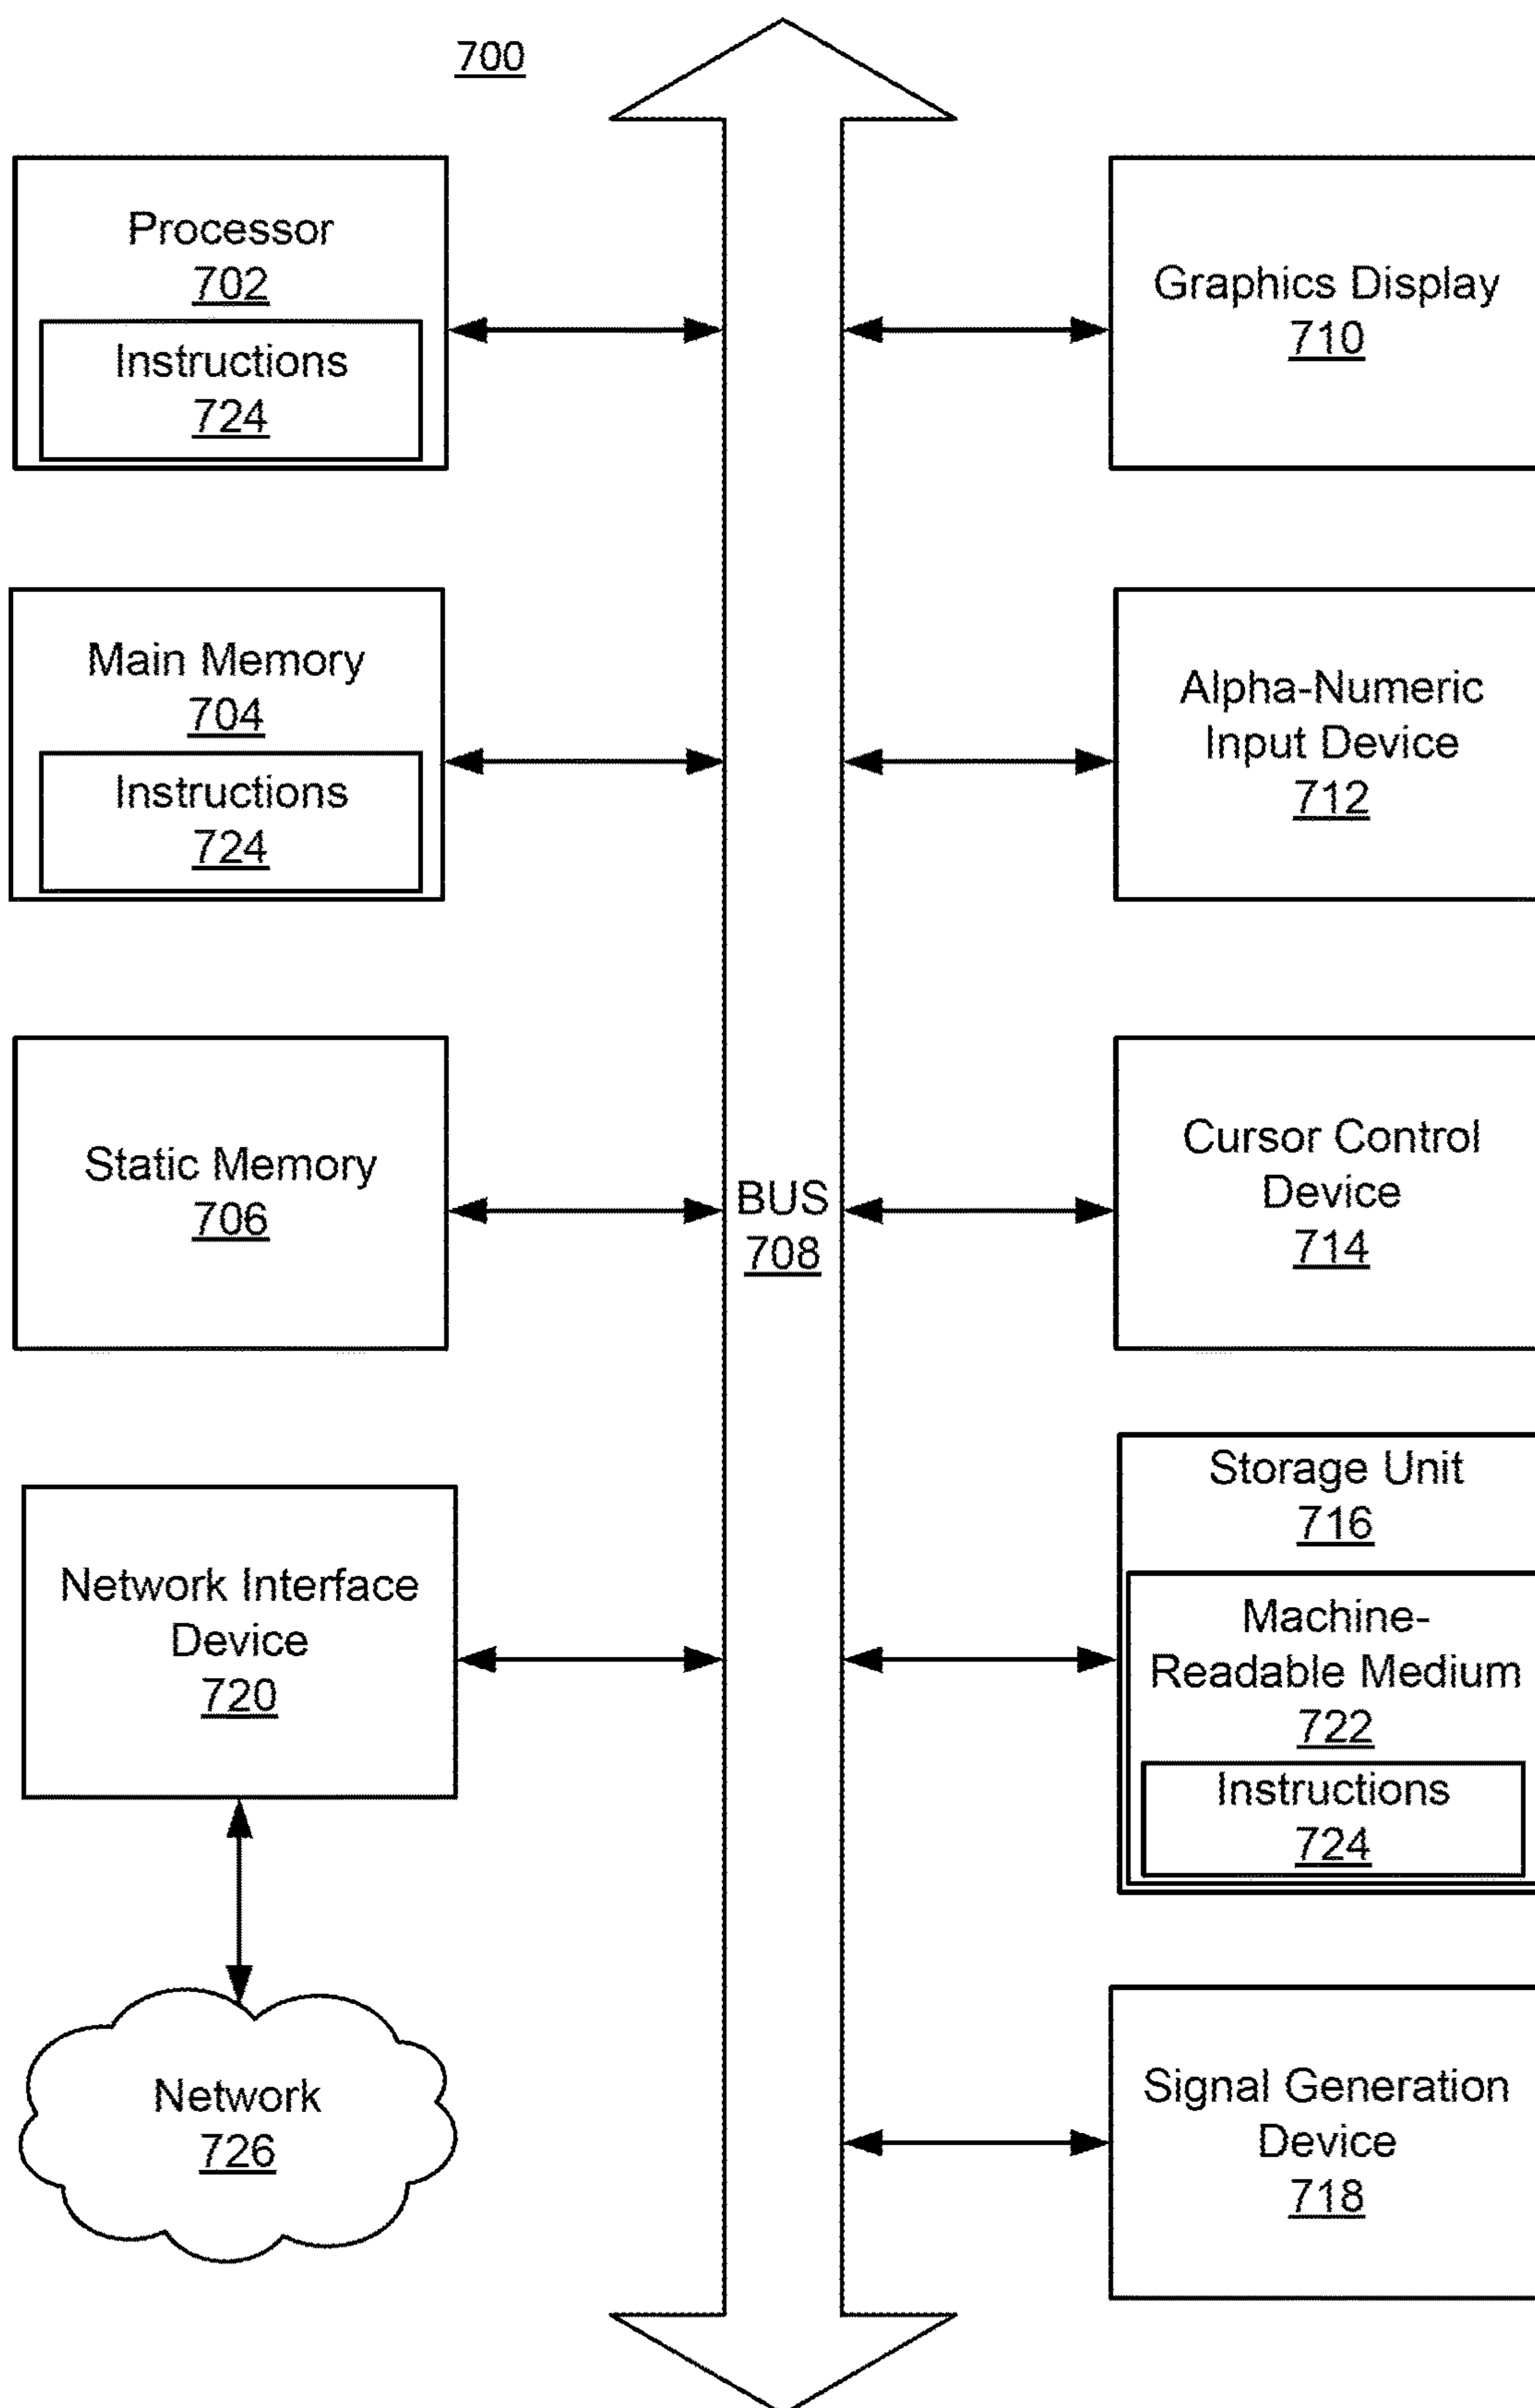 700
Processor
702
Instructions
724
Main Memory
704
Instructions
724
Static Memory
706
Network Interface
Device
720
Network
726
BUS
708
Graphics Display
710
Alpha-Numeric
Input Device
712
Cursor Control
Device
714
Storage Unit
716
Machine-
Readable Medium
722
Instructions
724
Signal Generation
Device
718